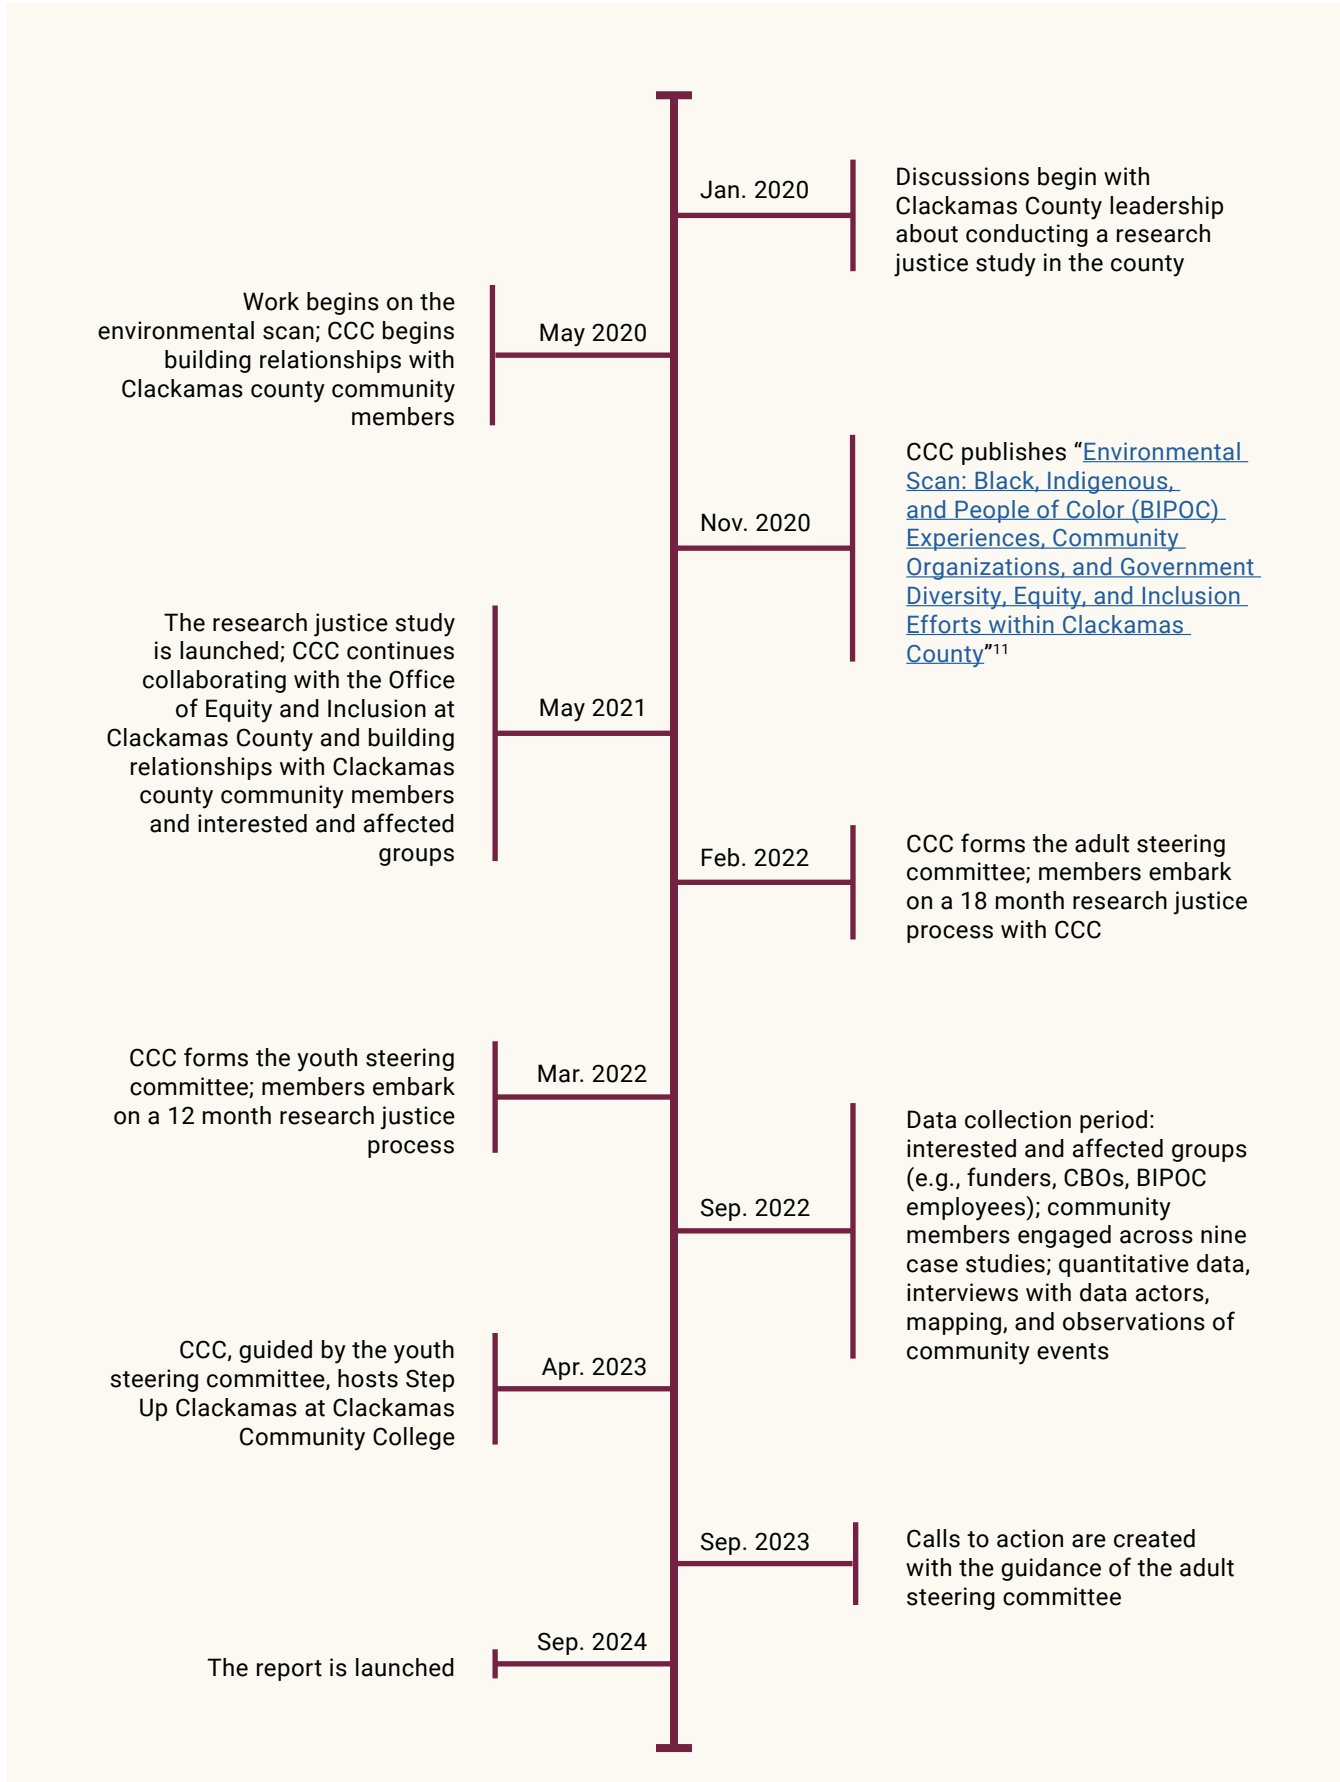 Jan. 2020
Discussions begin with
Clackamas County leadership
about conducting a research
justice study in the county
May 2020
Work begins on the
environmental scan; CCC begins
building relationships with
Clackamas county community
members
Nov. 2020
CCC publishes “Environmental
Scan: Black, Indigenous,
and People of Color (BIPOC)
Experiences, Community
Organizations, and Government
Diversity, Equity, and Inclusion
Efforts within Clackamas
County”¹¹
May 2021
The research justice study
is launched; CCC continues
collaborating with the Office
of Equity and Inclusion at
Clackamas County and building
relationships with Clackamas
county community members
and interested and affected
groups
Feb. 2022
CCC forms the adult steering
committee; members embark
on a 18 month research justice
process with CCC
Mar. 2022
CCC forms the youth steering
committee; members embark
on a 12 month research justice
process
Sep. 2022
Data collection period:
interested and affected groups
(e.g., funders, CBOs, BIPOC
employees); community
members engaged across nine
case studies; quantitative data,
interviews with data actors,
mapping, and observations of
community events
Apr. 2023
CCC, guided by the youth
steering committee, hosts Step
Up Clackamas at Clackamas
Community College
Sep. 2023
Calls to action are created
with the guidance of the adult
steering committee
Sep. 2024
The report is launched